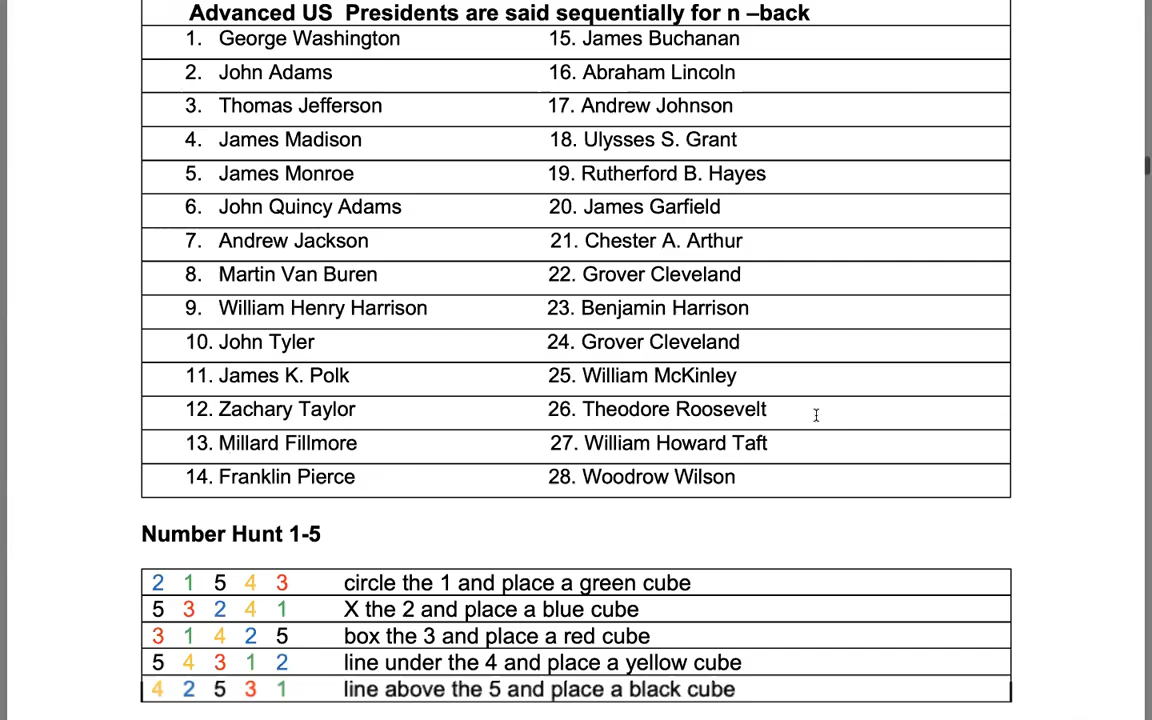 Advanced US  Presidents are said sequentially for n –back
1. George Washington 15. James Buchanan
2. John Adams 16. Abraham Lincoln
3. Thomas Jefferson 17. Andrew Johnson
4. James Madison 18. Ulysses S. Grant
5. James Monroe 19. Rutherford B. Hayes
6. John Quincy Adams 20. James Garfield
7. Andrew Jackson 21. Chester A. Arthur
8. Martin Van Buren 22. Grover Cleveland
9. William Henry Harrison 23. Benjamin Harrison
10. John Tyler 24. Grover Cleveland
11. James K. Polk 25. William McKinley
12. Zachary Taylor 26. Theodore Roosevelt
13. Millard Fillmore 27. William Howard Taft
14. Franklin Pierce 28. Woodrow Wilson
Number Hunt 1-5
2 1 5 4 3 circle the 1 and place a green cube
5 3 2 4 1 X the 2 and place a blue cube
3 1 4 2 5 box the 3 and place a red cube
5 4 3 1 2 line under the 4 and place a yellow cube
4 2 5 3 1 line above the 5 and place a black cube